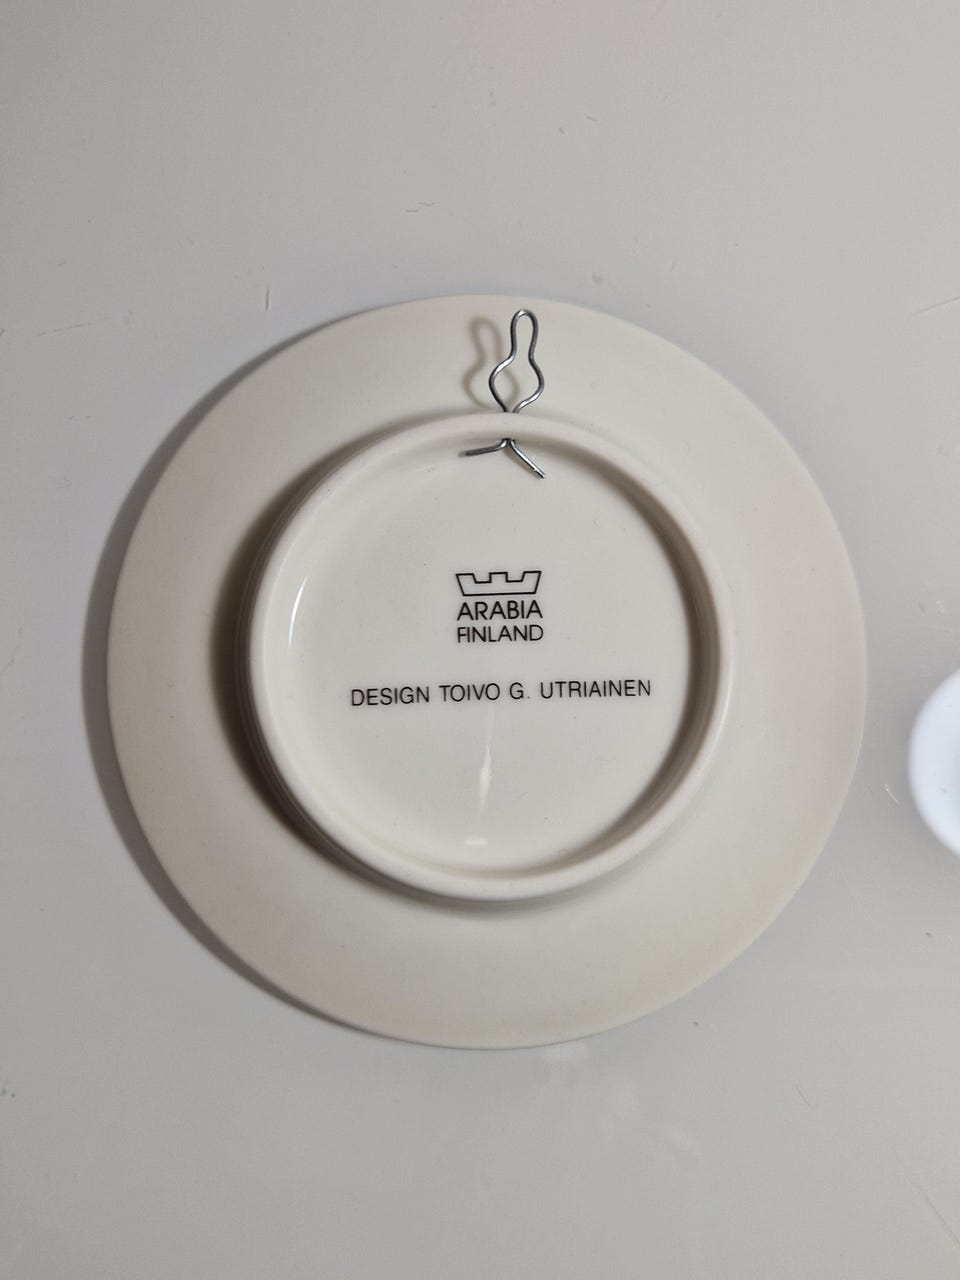 ARABIA
FINLAND
DESIGN TOIVO G. UTRIAINEN